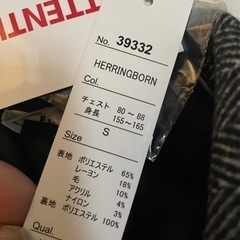 ATTENTI
No. 39332
HERRINGBORN
Col.
チェスト 80 ～ 88
身長 155～165
S
Size
表地 ポリエステル 65%
レーヨン 18%
毛 10%
アクリル 4%
ナイロン 3%
裏地 ポリエステル 100%
Qual.